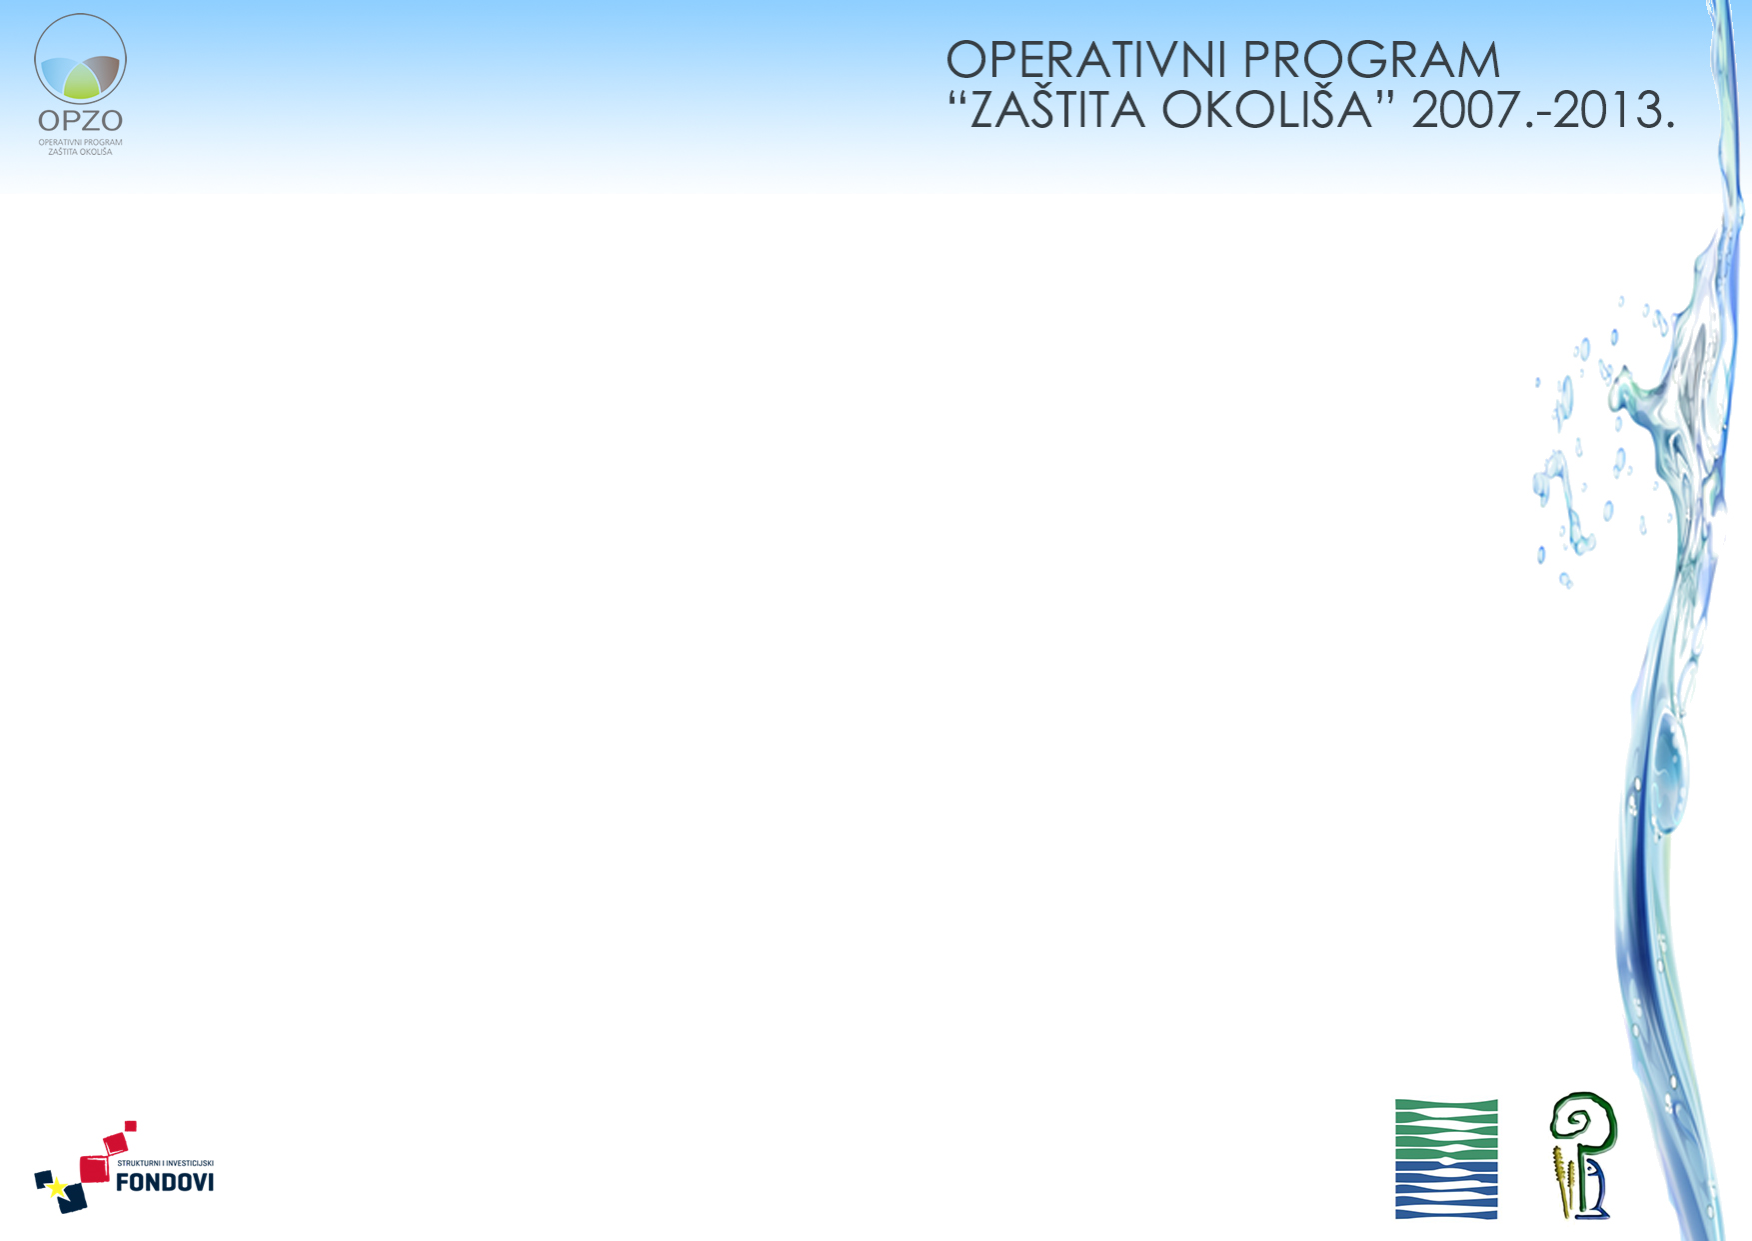 OPZO
OPERATIVNI PROGRAM
ZAŠTITA OKOLIŠA
OPERATIVNI PROGRAM
“ZAŠTITA OKOLIŠA” 2007.-2013.
STRUKTURNI I INVESTICIJSKI
FONDOVI